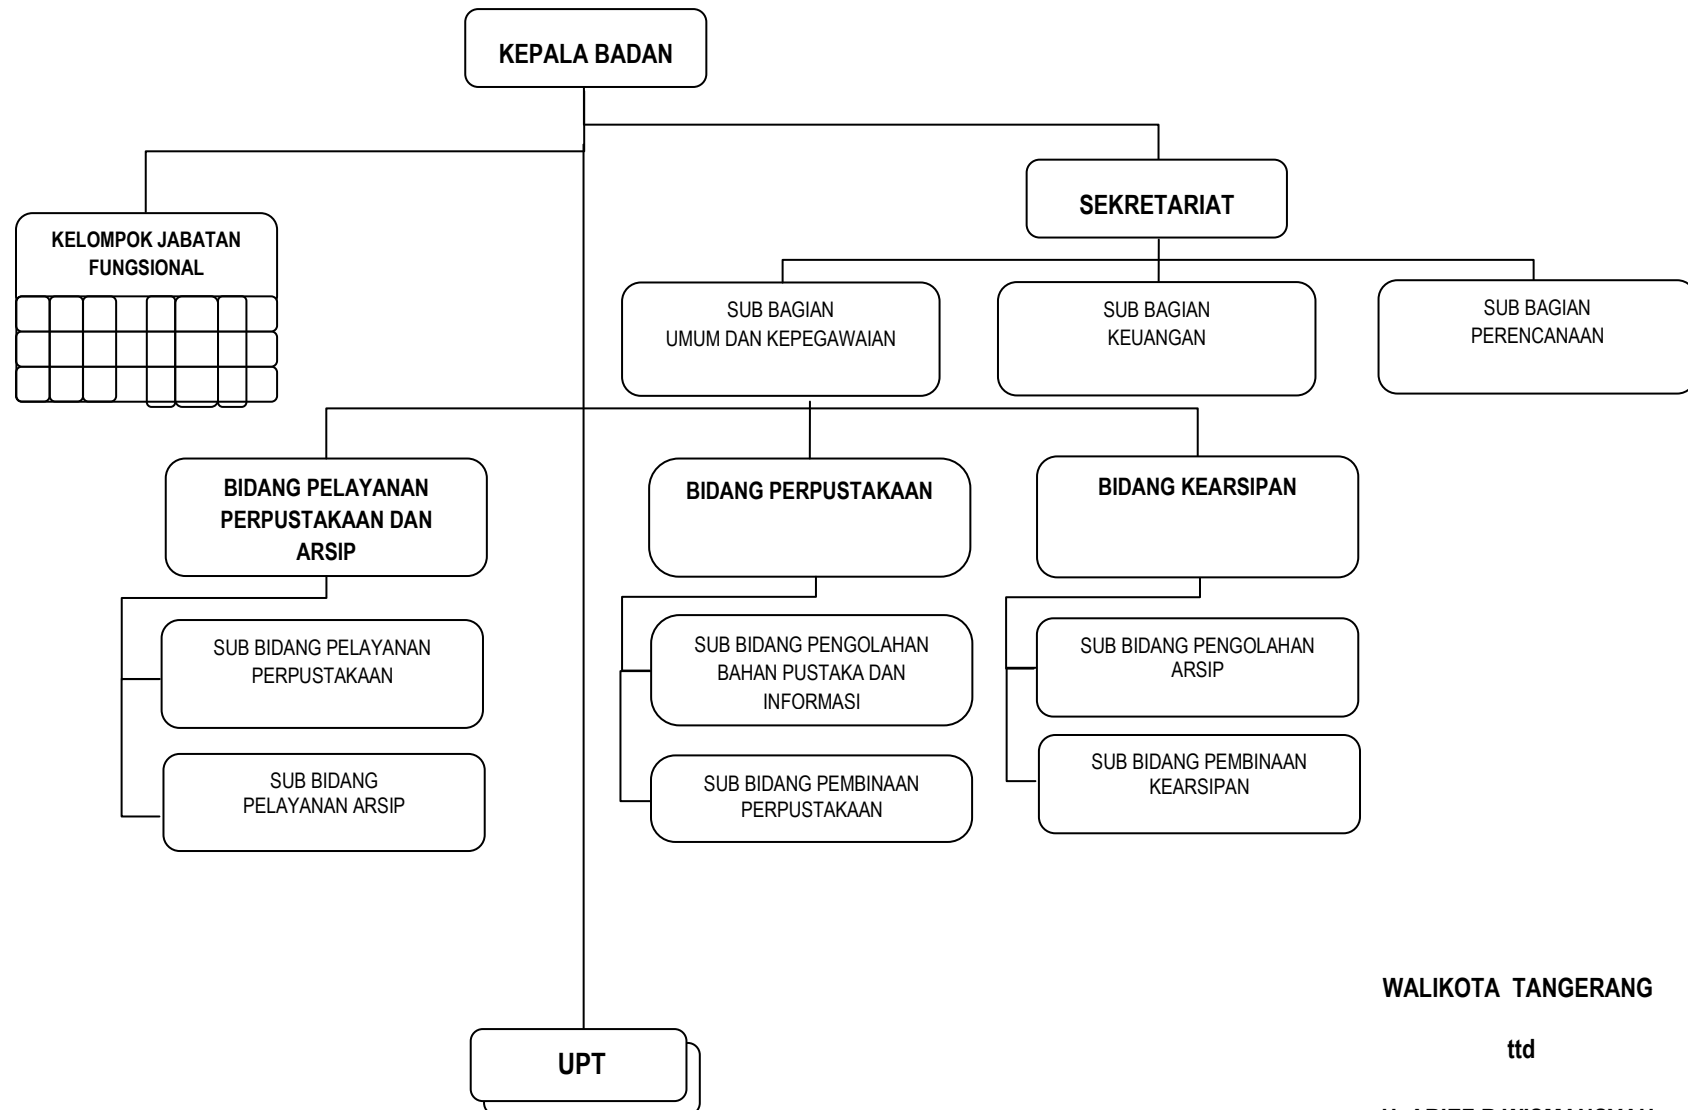 KEPALA BADAN
SEKRETARIAT
KELOMPOK JABATAN
FUNGSIONAL
SUB BAGIAN
UMUM DAN KEPEGAWAIAN
SUB BAGIAN
KEUANGAN
SUB BAGIAN
PERENCANAAN
BIDANG PELAYANAN
PERPUSTAKAAN DAN
ARSIP
BIDANG PERPUSTAKAAN
BIDANG KEARSIPAN
SUB BIDANG PELAYANAN
PERPUSTAKAAN
SUB BIDANG PENGOLAHAN
BAHAN PUSTAKA DAN
INFORMASI
SUB BIDANG PENGOLAHAN
ARSIP
SUB BIDANG
PELAYANAN ARSIP
SUB BIDANG PEMBINAAN
PERPUSTAKAAN
SUB BIDANG PEMBINAAN
KEARSIPAN
WALIKOTA TANGERANG
ttd
UPT